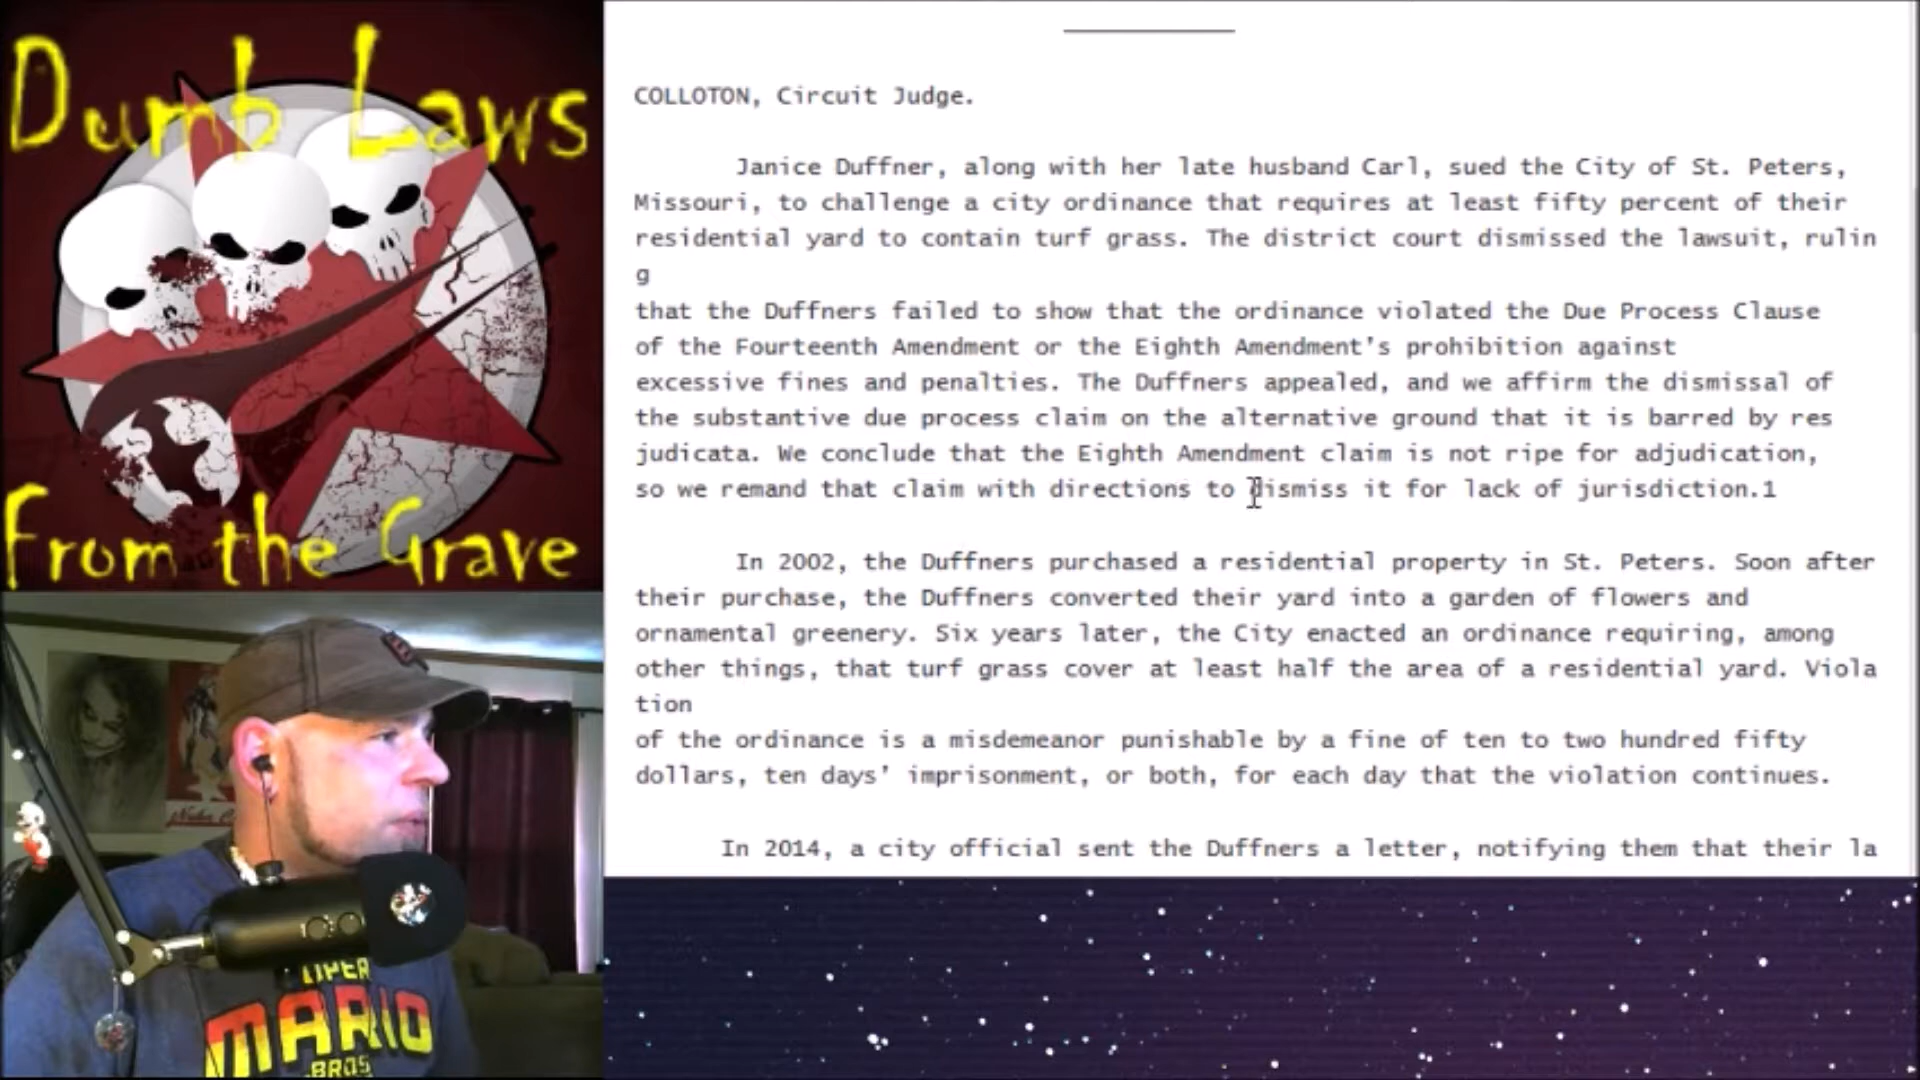 Dumb Laws
From the Grave
COLLOTON, Circuit Judge.
Janice Duffner, along with her late husband Carl, sued the City of St. Peters,
Missouri, to challenge a city ordinance that requires at least fifty percent of their
residential yard to contain turf grass. The district court dismissed the lawsuit, rulin
g
that the Duffners failed to show that the ordinance violated the Due Process Clause
of the Fourteenth Amendment or the Eighth Amendment's prohibition against
excessive fines and penalties. The Duffners appealed, and we affirm the dismissal of
the substantive due process claim on the alternative ground that it is barred by res
judicata. We conclude that the Eighth Amendment claim is not ripe for adjudication,
so we remand that claim with directions to dismiss it for lack of jurisdiction.1
In 2002, the Duffners purchased a residential property in St. Peters. Soon after
their purchase, the Duffners converted their yard into a garden of flowers and
ornamental greenery. Six years later, the City enacted an ordinance requiring, among
other things, that turf grass cover at least half the area of a residential yard. Viola
tion
of the ordinance is a misdemeanor punishable by a fine of ten to two hundred fifty
dollars, ten days' imprisonment, or both, for each day that the violation continues.
In 2014, a city official sent the Duffners a letter, notifying them that their la
MARIO
BROS